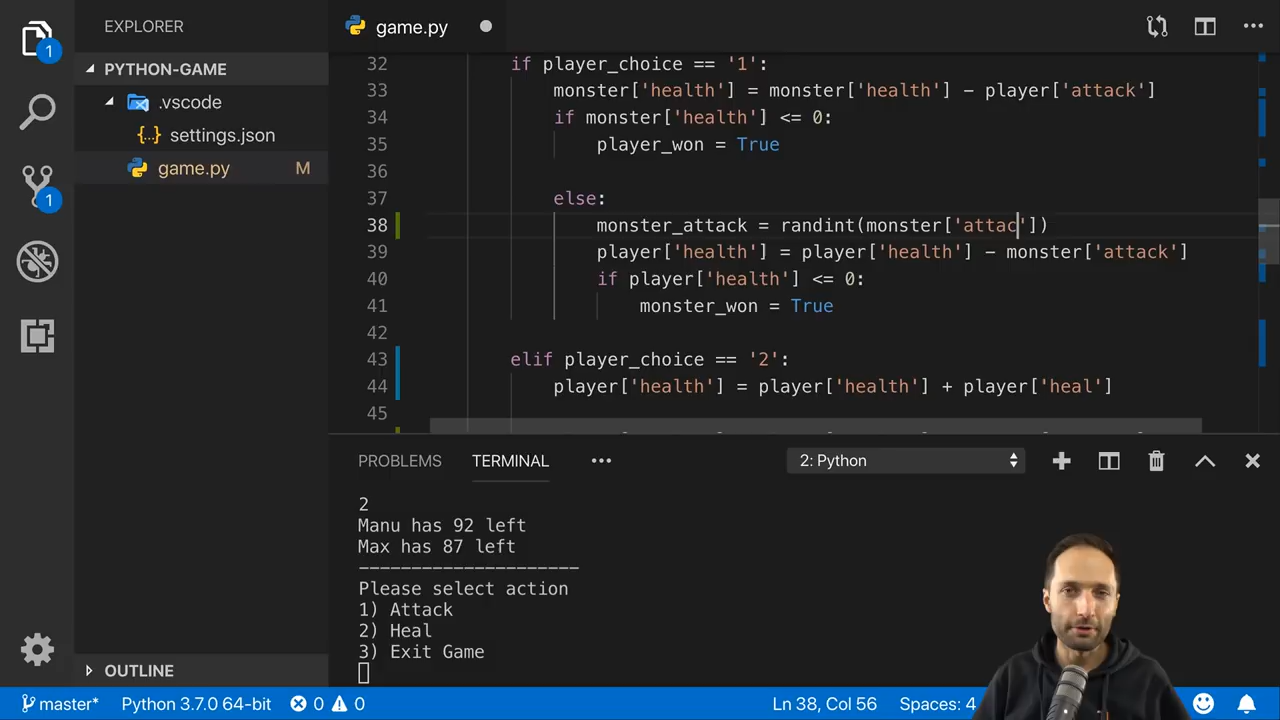 EXPLORER
game.py
1
PYTHON-GAME
.vscode
settings.json
game.py M
1
32 if player_choice == '1':
33 monster['health'] = monster['health'] - player['attack']
34 if monster['health'] <= 0:
35 player_won = True
36
37 else:
38 monster_attack = randint(monster['attac'])
39 player['health'] = player['health'] - monster['attack']
40 if player['health'] <= 0:
41 monster_won = True
42
43 elif player_choice == '2':
44 player['health'] = player['health'] + player['heal']
45
PROBLEMS TERMINAL ••• 2: Python
2
Manu has 92 left
Max has 87 left
---------------------
Please select action
1) Attack
2) Heal
3) Exit Game
OUTLINE
master* Python 3.7.0 64-bit 0 0 Ln 38, Col 56 Spaces: 4